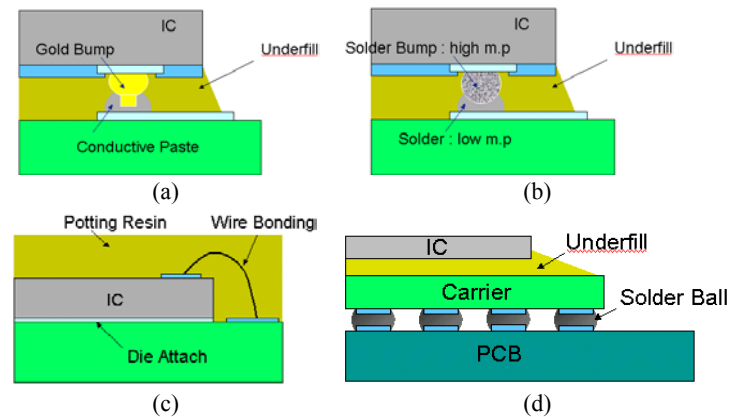 IC
Gold Bump
Underfill
Conductive Paste
(a)
IC
Solder Bump : high m.p
Underfill
Solder : low m.p
(b)
Potting Resin
Wire Bonding
IC
Die Attach
(c)
IC
Underfill
Carrier
Solder Ball
PCB
(d)